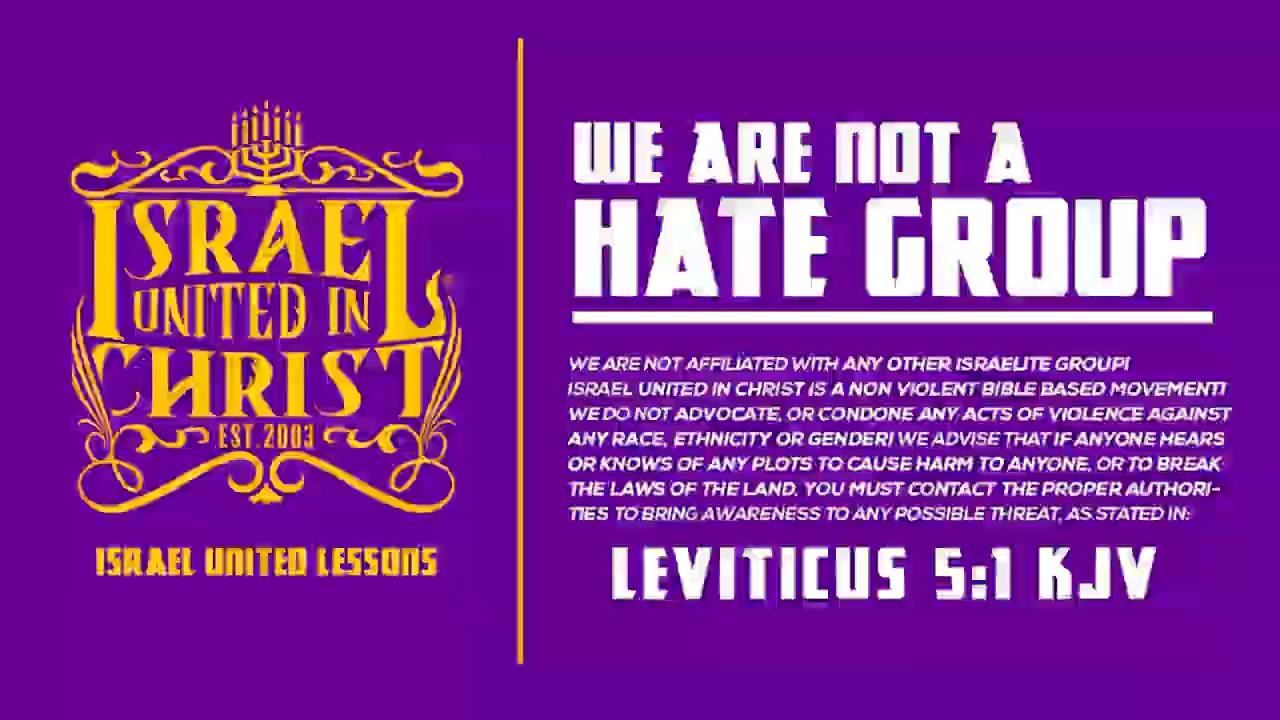 ISRAEL
UNITED IN
CHRIST
EST. 2003
ISRAEL UNITED LESSONS
WE ARE NOT A
HATE GROUP
WE ARE NOT AFFILIATED WITH ANY OTHER ISRAELITE GROUP!
ISRAEL UNITED IN CHRIST IS A NON VIOLENT BIBLE BASED MOVEMENT!
WE DO NOT ADVOCATE, OR CONDONE ANY ACTS OF VIOLENCE AGAINST
ANY RACE, ETHNICITY OR GENDER! WE ADVISE THAT IF ANYONE HEARS
OR KNOWS OF ANY PLOTS TO CAUSE HARM TO ANYONE, OR TO BREAK
THE LAWS OF THE LAND. YOU MUST CONTACT THE PROPER AUTHORI-
TIES TO BRING AWARENESS TO ANY POSSIBLE THREAT, AS STATED IN:
LEVITICUS 5:1 KJV